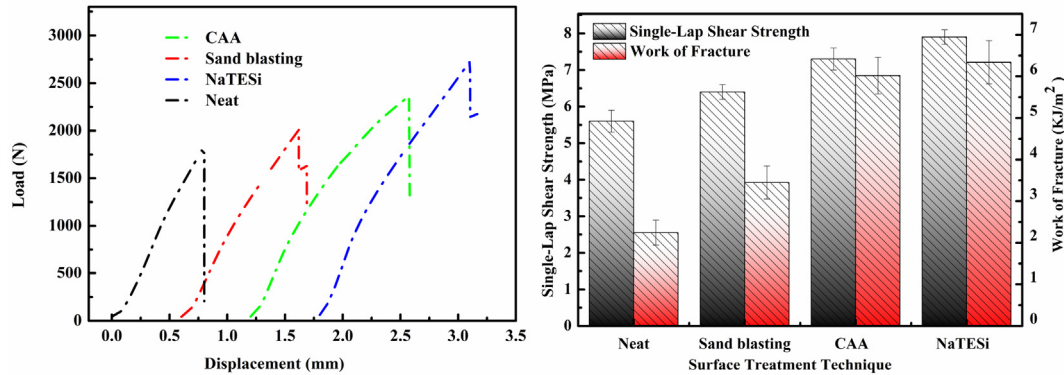 3000
2500
2000
1500
1000
500
0
Load (N)
CAA
Sand blasting
NaTESi
Neat
0.0 0.5 1.0 1.5 2.0 2.5 3.0 3.5
Displacement (mm)
8
7
6
5
4
3
2
1
0
Single-Lap Shear Strength (MPa)
Single-Lap Shear Strength
Work of Fracture
7
6
5
4
3
2
1
0
Work of Fracture (KJ/m²)
Neat Sand blasting CAA NaTESi
Surface Treatment Technique